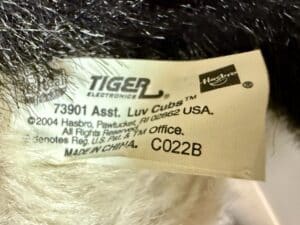 TIGER
ELECTRONICS
Hasbro
73901 Asst. Luv Cubs™
©2004 Hasbro, Pawtucket, RI 02862 USA.
All Rights Reserved.
® denotes Reg. U.S. Pat. & TM Office.
MADE IN CHINA. C022B